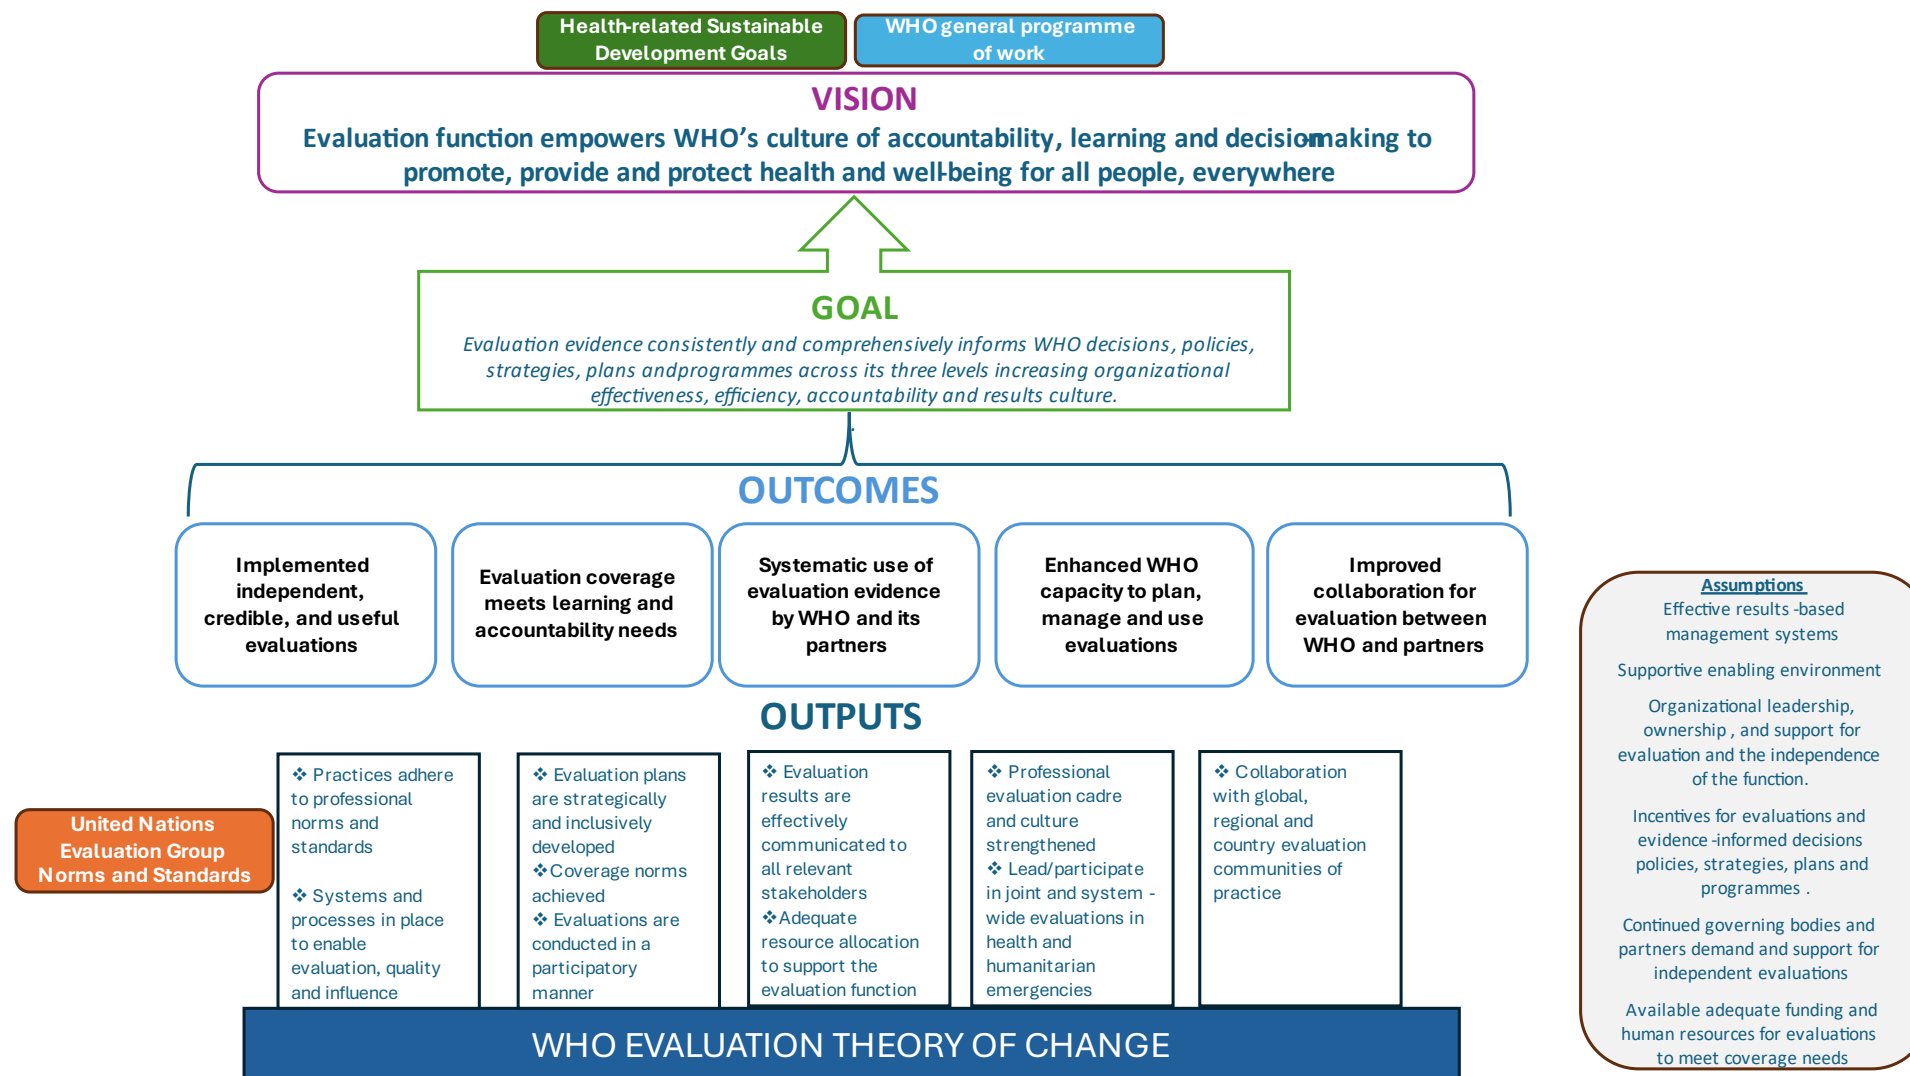 Health-related Sustainable
Development Goals
WHO general programme
of work
VISION
Evaluation function empowers WHO's culture of accountability, learning and decision-making to
promote, provide and protect health and well-being for all people, everywhere
GOAL
Evaluation evidence consistently and comprehensively informs WHO decisions, policies,
strategies, plans andprogrammes across its three levels increasing organizational
effectiveness, efficiency, accountability and results culture.
.
OUTCOMES
Implemented
independent,
credible, and useful
evaluations
Evaluation coverage
meets learning and
accountability needs
Systematic use of
evaluation evidence
by WHO and its
partners
Enhanced WHO
capacity to plan,
manage and use
evaluations
Improved
collaboration for
evaluation between
WHO and partners
OUTPUTS
United Nations
Evaluation Group
Norms and Standards
❖ Practices adhere
to professional
norms and
standards
❖ Systems and
processes in place
to enable
evaluation, quality
and influence
❖ Evaluation plans
are strategically
and inclusively
developed
❖Coverage norms
achieved
❖ Evaluations are
conducted in a
participatory
manner
❖ Evaluation
results are
effectively
communicated to
all relevant
stakeholders
❖Adequate
resource allocation
to support the
evaluation function
❖ Professional
evaluation cadre
and culture
strengthened
❖ Lead/participate
in joint and system -
wide evaluations in
health and
humanitarian
emergencies
❖ Collaboration
with global,
regional and
country evaluation
communities of
practice
WHO EVALUATION THEORY OF CHANGE
Assumptions
Effective results -based
management systems
Supportive enabling environment
Organizational leadership,
ownership , and support for
evaluation and the independence
of the function.
Incentives for evaluations and
evidence -informed decisions
policies, strategies, plans and
programmes .
Continued governing bodies and
partners demand and support for
independent evaluations
Available adequate funding and
human resources for evaluations
to meet coverage needs